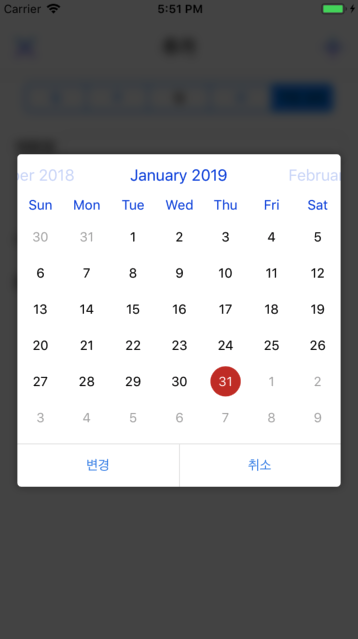 Carrier 5:51 PM
er 2018 January 2019 Februar
Sun Mon Tue Wed Thu Fri Sat
30 31 1 2 3 4 5
6 7 8 9 10 11 12
13 14 15 16 17 18 19
20 21 22 23 24 25 26
27 28 29 30 31 1 2
3 4 5 6 7 8 9
변경 취소